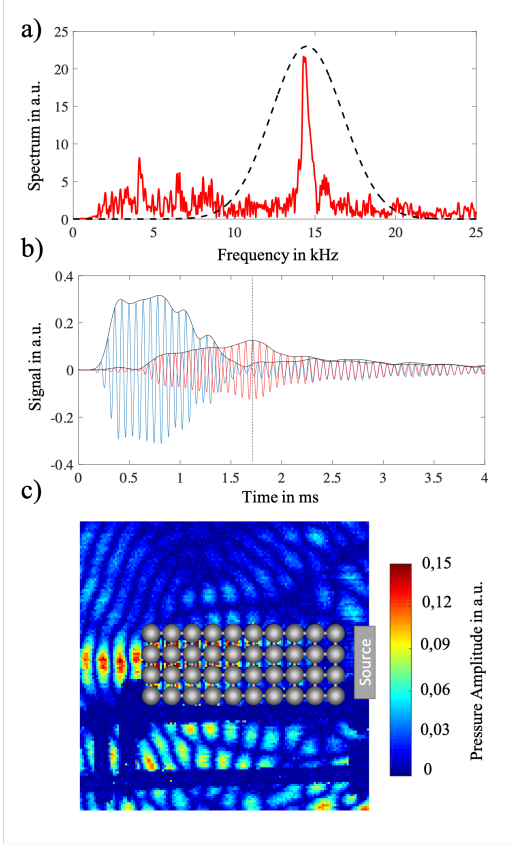 a)
25
20
15
10
5
0
Spectrum in a.u.
0 5 10 15 20 25
Frequency in kHz
b)
0.4
0.2
0
-0.2
-0.4
Signal in a.u.
0 0.5 1 1.5 2 2.5 3 3.5 4
Time in ms
c)
Source
0,15
0,12
0,09
0,06
0,03
0
Pressure Amplitude in a.u.